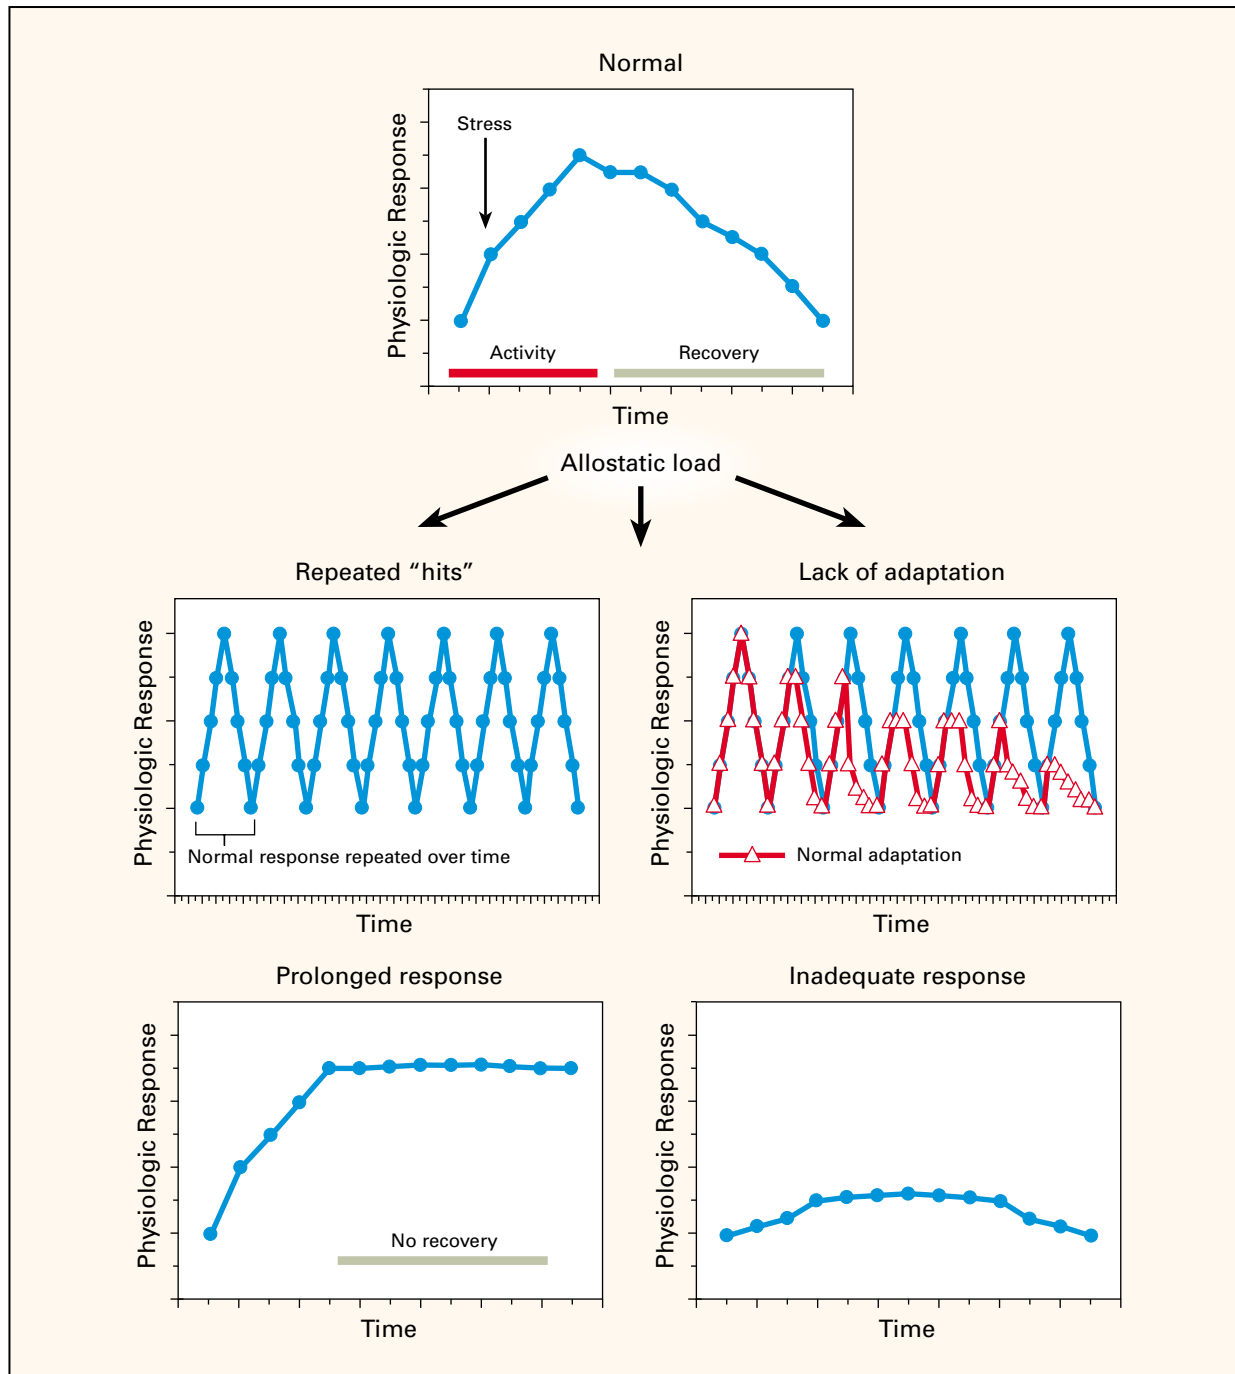 Normal
Physiologic Response
Stress
Activity
Recovery
Time
Allostatic load
Repeated “hits”
Physiologic Response
Normal response repeated over time
Time
Lack of adaptation
Physiologic Response
Normal adaptation
Time
Prolonged response
Physiologic Response
No recovery
Time
Inadequate response
Physiologic Response
Time